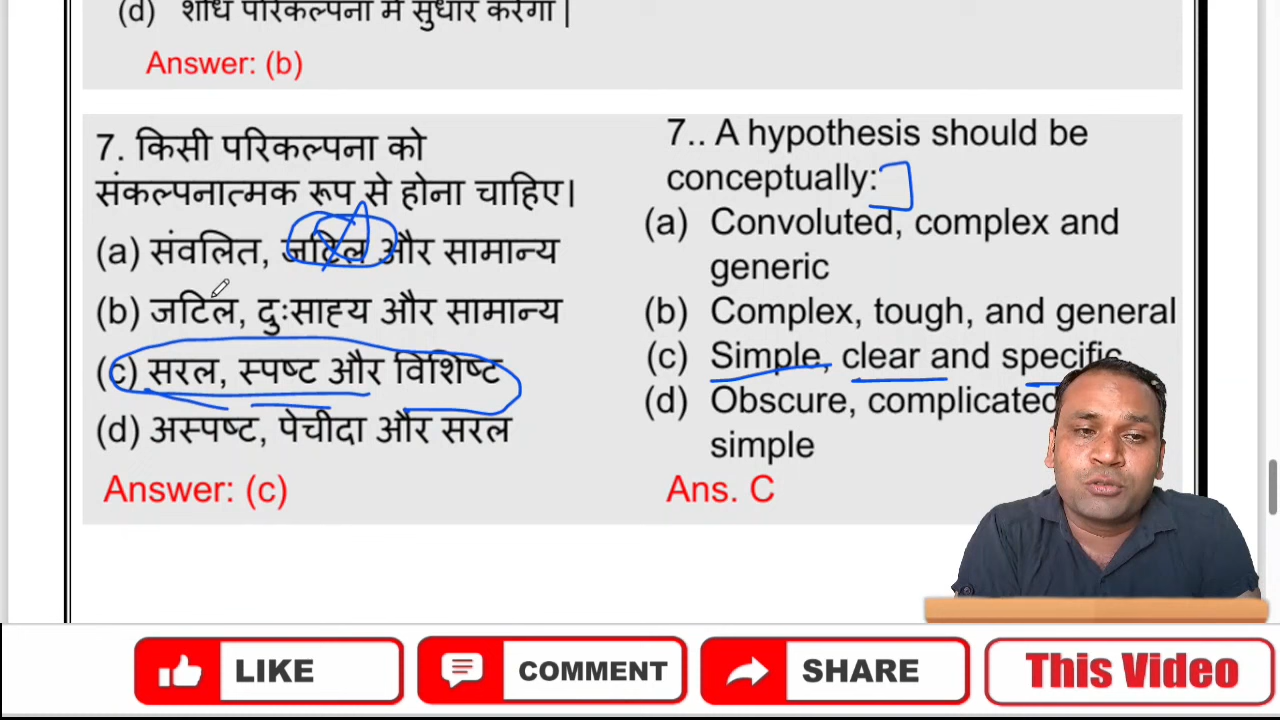 (d) शोध परिकल्पना में सुधार करेगा |
Answer: (b)
7. किसी परिकल्पना को
संकल्पनात्मक रूप से होना चाहिए।
(a) संवलित, जटिल और सामान्य
(b) जटिल, दुःसाह्य और सामान्य
(c) सरल, स्पष्ट और विशिष्ट
(d) अस्पष्ट, पेचीदा और सरल
Answer: (c)
7.. A hypothesis should be
conceptually:
(a) Convoluted, complex and
generic
(b) Complex, tough, and general
(c) Simple, clear and specific
(d) Obscure, complicated
simple
Ans. C
LIKE
COMMENT
SHARE
This Video